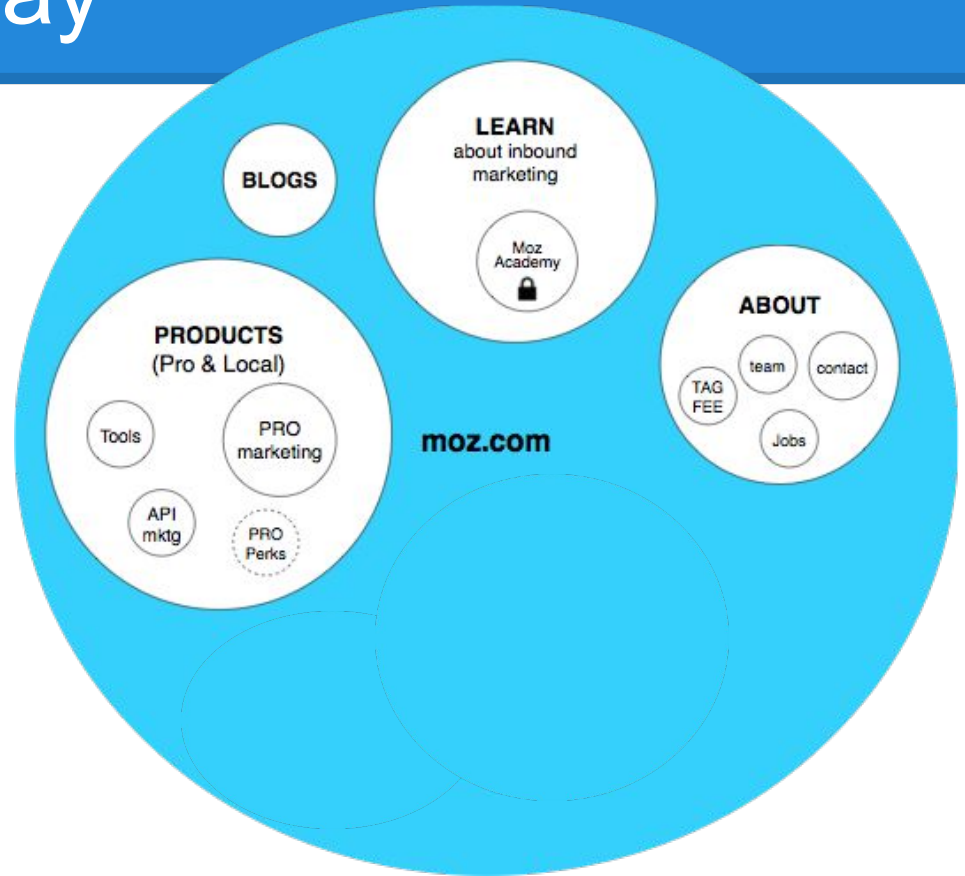 ay
BLOGS
LEARN
about inbound
marketing
Moz
Academy
PRODUCTS
(Pro & Local)
Tools
PRO
marketing
API
mktg
PRO
Perks
moz.com
ABOUT
team
contact
TAG
FEE
Jobs